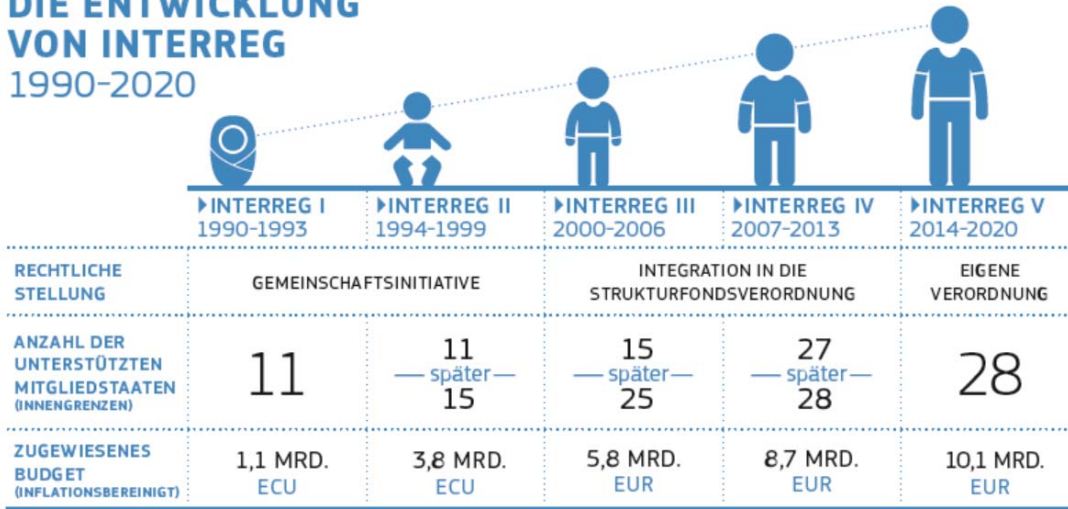 DIE ENTWICKLUNG
VON INTERREG
1990-2020
INTERREG I
1990-1993
INTERREG II
1994-1999
INTERREG III
2000-2006
INTERREG IV
2007-2013
INTERREG V
2014-2020
RECHTLICHE
STELLUNG
GEMEINSCHAFTSINITIATIVE
INTEGRATION IN DIE
STRUKTURFONDSVERORDNUNG
EIGENE
VERORDNUNG
ANZAHL DER
UNTERSTÜTZTEN
MITGLIEDSTAATEN
(INNENGRENZEN)
11
11
später
15
15
später
25
27
später
28
28
ZUGEWIESENES
BUDGET
(INFLATIONSBEREINIGT)
1,1 MRD.
ECU
3,8 MRD.
ECU
5,8 MRD.
EUR
8,7 MRD.
EUR
10,1 MRD.
EUR